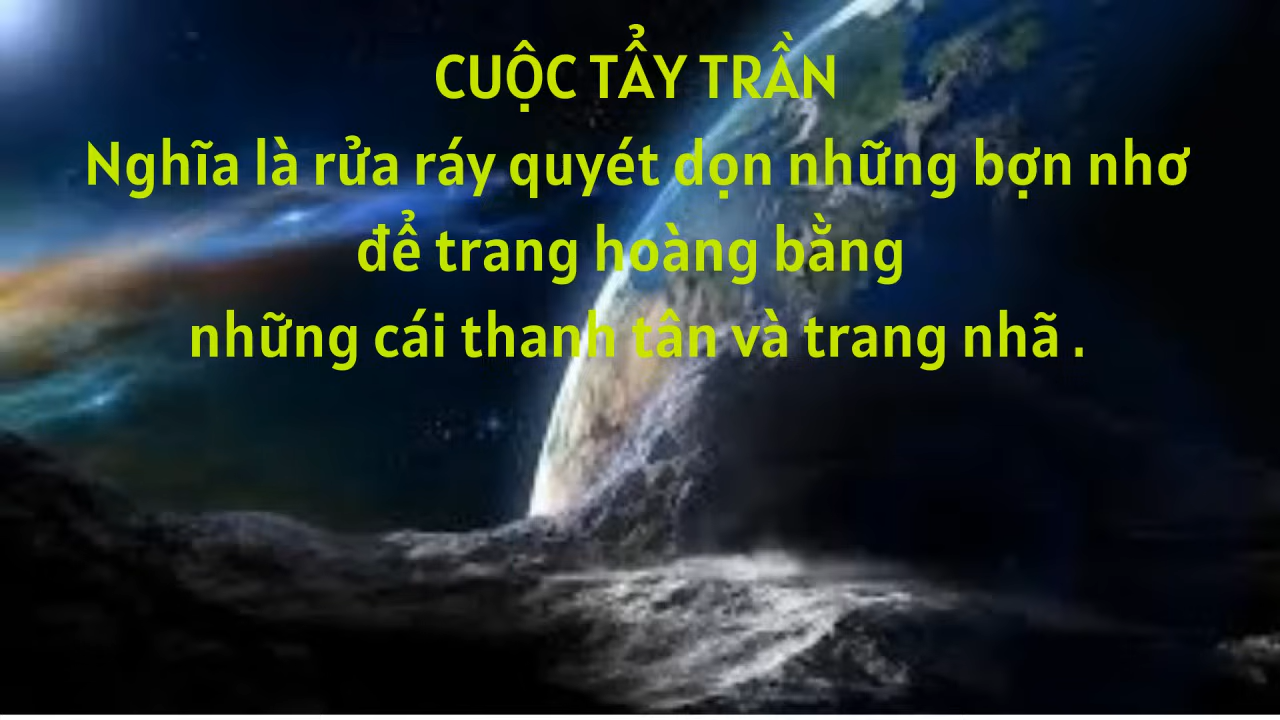 CUỘC TẨY TRẦN
Nghĩa là rửa ráy quyét dọn những bợn nhơ
để trang hoàng bằng
những cái thanh tân và trang nhã .